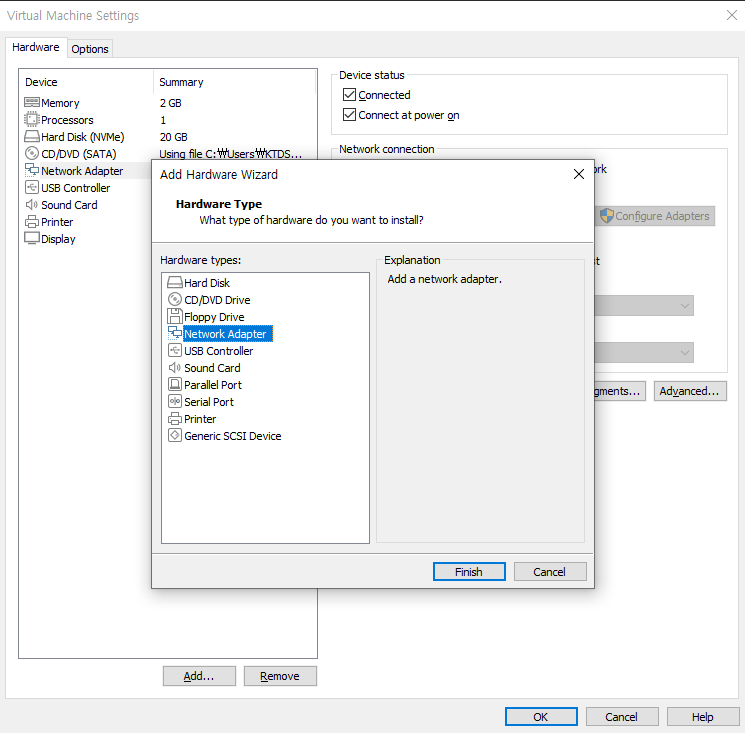 Virtual Machine Settings
Hardware Options
Device Summary
Memory 2 GB
Processors 1
Hard Disk (NVMe) 20 GB
CD/DVD (SATA) Using file C:₩Users₩KTDS...
Network Adapter
USB Controller
Sound Card
Printer
Display
Device status
Connected
Connect at power on
Network connection
Configure Adapters
Add Hardware Wizard
Hardware Type
What type of hardware do you want to install?
Hardware types:
Hard Disk
CD/DVD Drive
Floppy Drive
Network Adapter
USB Controller
Sound Card
Parallel Port
Serial Port
Printer
Generic SCSI Device
Explanation
Add a network adapter.
Finish Cancel
Advanced...
Add... Remove
OK Cancel Help